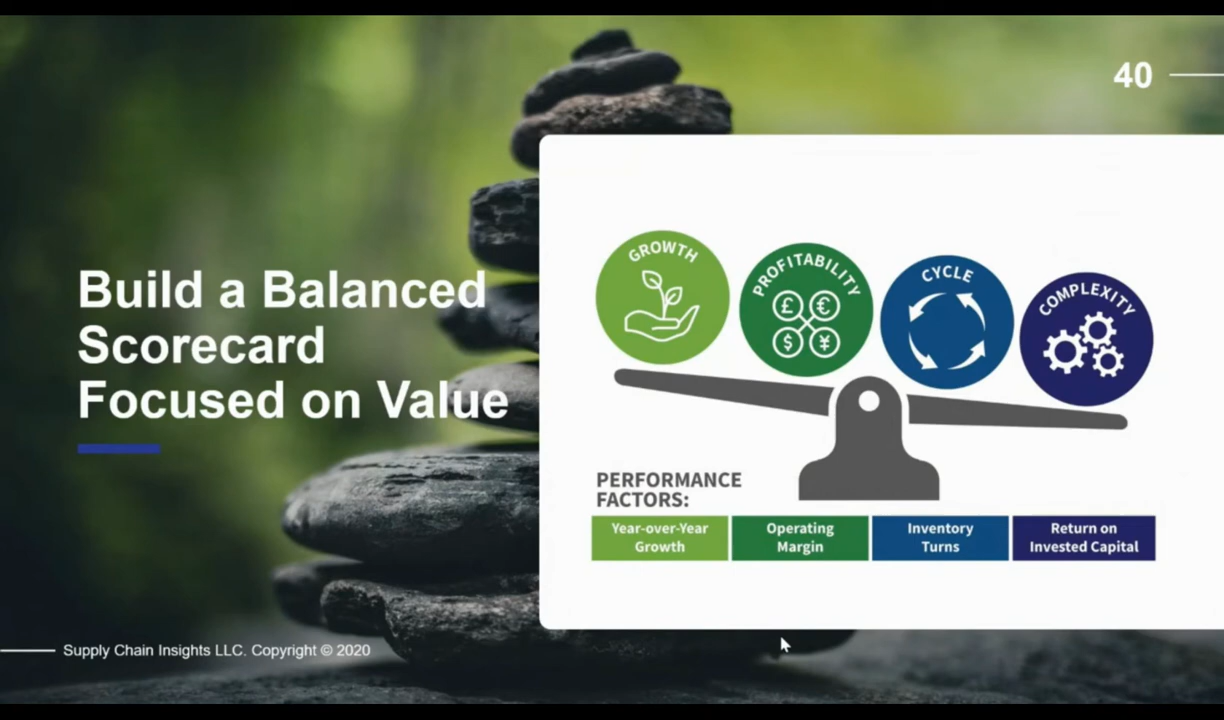 40
Build a Balanced
Scorecard
Focused on Value
GROWTH
PROFITABILITY
£
€
$
¥
CYCLE
COMPLEXITY
PERFORMANCE
FACTORS:
Year-over-Year
Growth
Operating
Margin
Inventory
Turns
Return on
Invested Capital
Supply Chain Insights LLC. Copyright © 2020